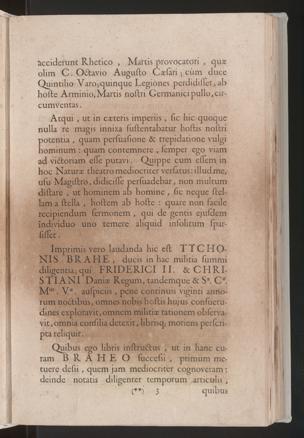 acciderunt Rhetico, Martis provocatori, quæ
olim C. Octavio Augusto Cæsari; cùm duce
Quintilio Varo, quinque Legiones perdidisset, ab
hoste Arminio, Martis nostri Germanici pullo, cir-
cumventas.
Atqui, ut in cæteris imperiis, sic hic quoque
nulla re magis innixa sustentabatur hostis nostri
potentia, quam persuasione & trepidatione vulgi
hominum: quam contemnere, semper ego viam
ad victoriam esse putavi. Quippe cum essem in
hoc Naturæ theatro mediocriter versatus: illud me,
usu Magistro, didicisse persuadebar, non multum
distare, ut hominem ab homine, sic neque stel-
lam a stella, hostem ab hoste: quare non facile
recipiendum sermonem, qui de gentis ejusdem
individuo uno temere aliquid insolitum spar-
sisset.
Imprimis vero laudanda hic est TYCHO-
NIS BRAHE, ducis in hac militia summi
diligentia; qui FRIDERICI II. & CHRI-
STIANI Daniæ Regum, tandemque & Sæ. Cæ.
Mtis. Væ. auspiciis, pene continuis viginti anno-
rum noctibus, omnes nobis hostis hujus consuetu-
dines exploravit, omnem militiæ rationem observa-
vit, omnia consilia detexit, librisq; motiens perscri-
pta reliquit.
Quibus ego libris instructus, ut in hanc cu-
ram BRAHEO successi, primum me-
tuere desii, quem jam mediocriter cognoveram:
deinde notatis diligenter temporum articulis,
(**) 3 quibus